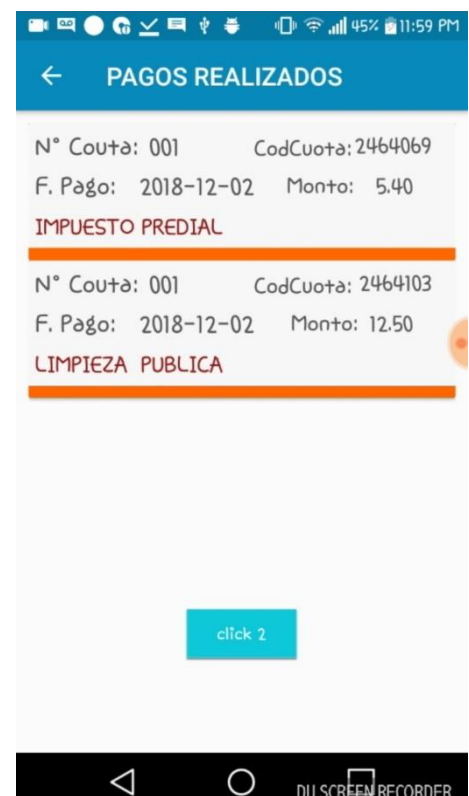 45% 11:59 PM
PAGOS REALIZADOS
N° Couta: 001 CodCuota: 2464069
F. Pago: 2018-12-02 Monto: 5.40
IMPUESTO PREDIAL
N° Couta: 001 CodCuota: 2464103
F. Pago: 2018-12-02 Monto: 12.50
LIMPIEZA PUBLICA
click 2
DU SCREEN RECORDER